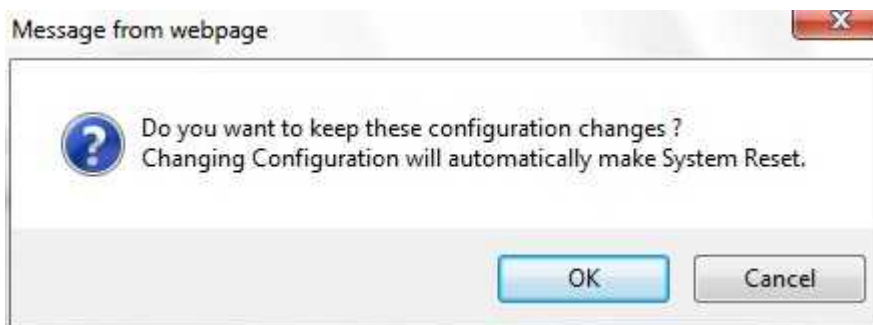 Message from webpage
Do you want to keep these configuration changes ?
Changing Configuration will automatically make System Reset.
OK
Cancel